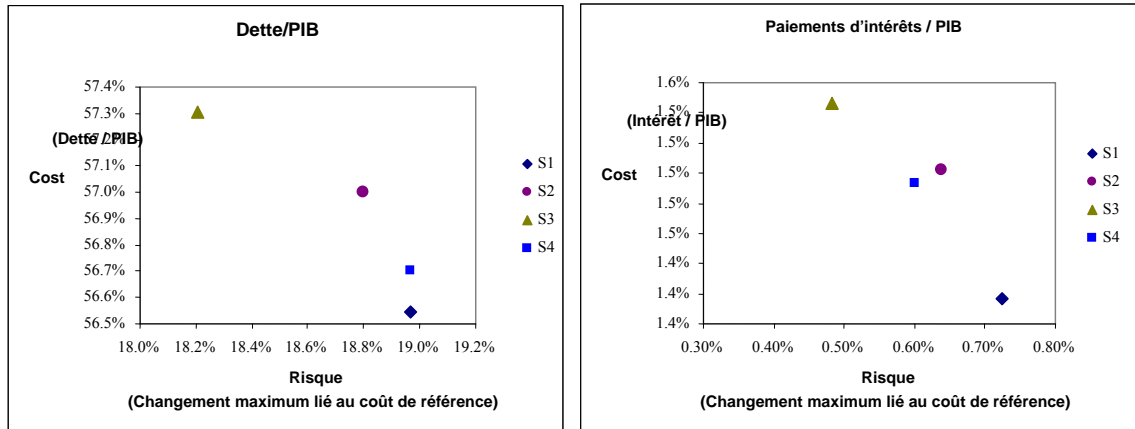 Dette/PIB
57.4%
57.3%
57.2%
(Dette / PIB)
57.1%
Cost
57.0%
56.9%
56.8%
56.7%
56.6%
56.5%
18.0% 18.2% 18.4% 18.6% 18.8% 19.0% 19.2%
Risque
(Changement maximum lié au coût de référence)
S1
S2
S3
S4
Paiements d’intérêts / PIB
1.6%
1.5%
(Intérêt / PIB)
1.5%
1.5%
Cost
1.5%
1.5%
1.4%
1.4%
1.4%
0.30% 0.40% 0.50% 0.60% 0.70% 0.80%
Risque
(Changement maximum lié au coût de référence)
S1
S2
S3
S4